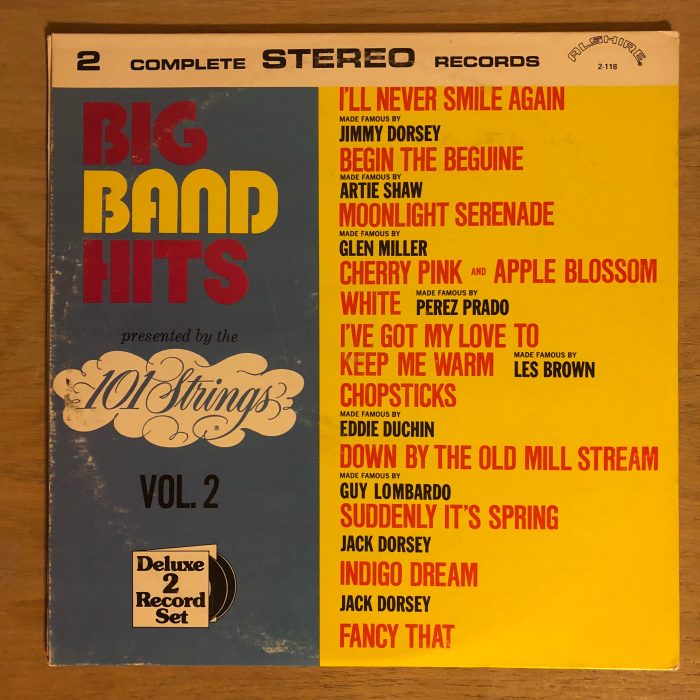 2 COMPLETE STEREO RECORDS
ALSHIRE
2-118
BIG
BAND
HITS
presented by the
101 Strings
VOL. 2
Deluxe
2
Record
Set
I'LL NEVER SMILE AGAIN
MADE FAMOUS BY
JIMMY DORSEY
BEGIN THE BEGUINE
MADE FAMOUS BY
ARTIE SHAW
MOONLIGHT SERENADE
MADE FAMOUS BY
GLEN MILLER
CHERRY PINK AND APPLE BLOSSOM
WHITE MADE FAMOUS BY PEREZ PRADO
I'VE GOT MY LOVE TO
KEEP ME WARM MADE FAMOUS BY LES BROWN
CHOPSTICKS
MADE FAMOUS BY
EDDIE DUCHIN
DOWN BY THE OLD MILL STREAM
MADE FAMOUS BY
GUY LOMBARDO
SUDDENLY IT'S SPRING
JACK DORSEY
INDIGO DREAM
JACK DORSEY
FANCY THAT